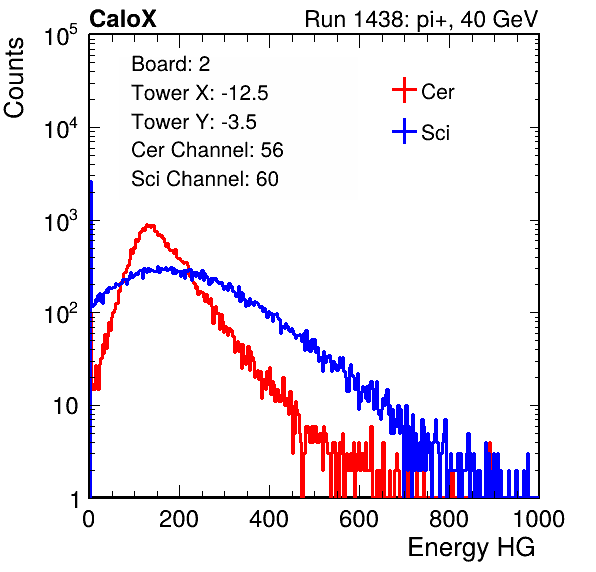 CaloX Run 1438: pi+, 40 GeV
Counts
Board: 2
Tower X: -12.5
Tower Y: -3.5
Cer Channel: 56
Sci Channel: 60
Cer
Sci
10^5
10^4
10^3
10^2
10
1
0 200 400 600 800 1000
Energy HG